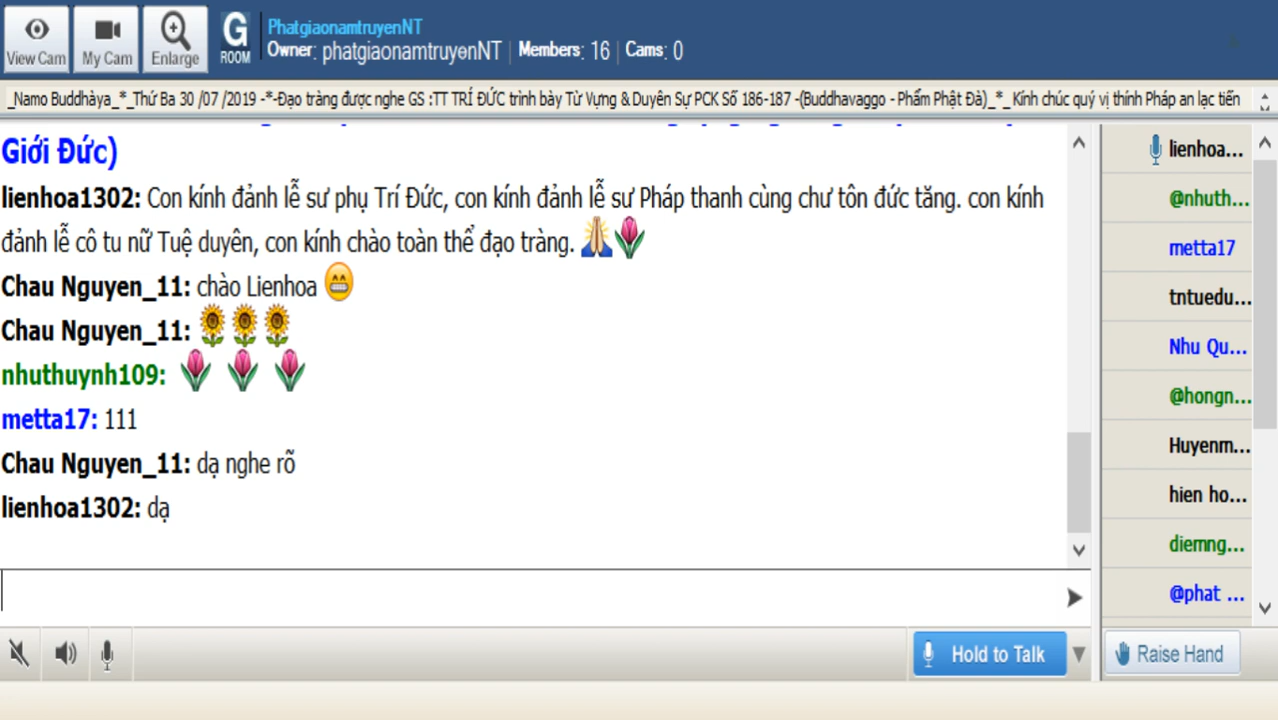 View Cam
My Cam
Enlarge
G
ROOM
PhatgiaonamtruyenNT
Owner: phatgiaonamtruyenNT | Members: 16 | Cams: 0
_Namo Buddhàya_*_Thứ Ba 30 /07 /2019 -*-Đạo tràng được nghe GS :TT TRÍ ĐỨC trình bày Từ Vựng & Duyên Sự PCK Số 186-187 -(Buddhavaggo - Phẩm Phật Đà)_*_ Kính chúc quý vị thính Pháp an lạc tiến
Giới Đức)
lienhoa1302: Con kính đảnh lễ sư phụ Trí Đức, con kính đảnh lễ sư Pháp thanh cùng chư tôn đức tăng. con kính
đảnh lễ cô tu nữ Tuệ duyên, con kính chào toàn thể đạo tràng.
Chau Nguyen_11: chào Lienhoa
Chau Nguyen_11:
nhuthuynh109:
metta17: 111
Chau Nguyen_11: dạ nghe rõ
lienhoa1302: dạ
lienhoa...
@nhuth...
metta17
tntuedu...
Nhu Qu...
@hongn...
Huyenm...
hien ho...
diemng...
@phat ...
Hold to Talk
Raise Hand